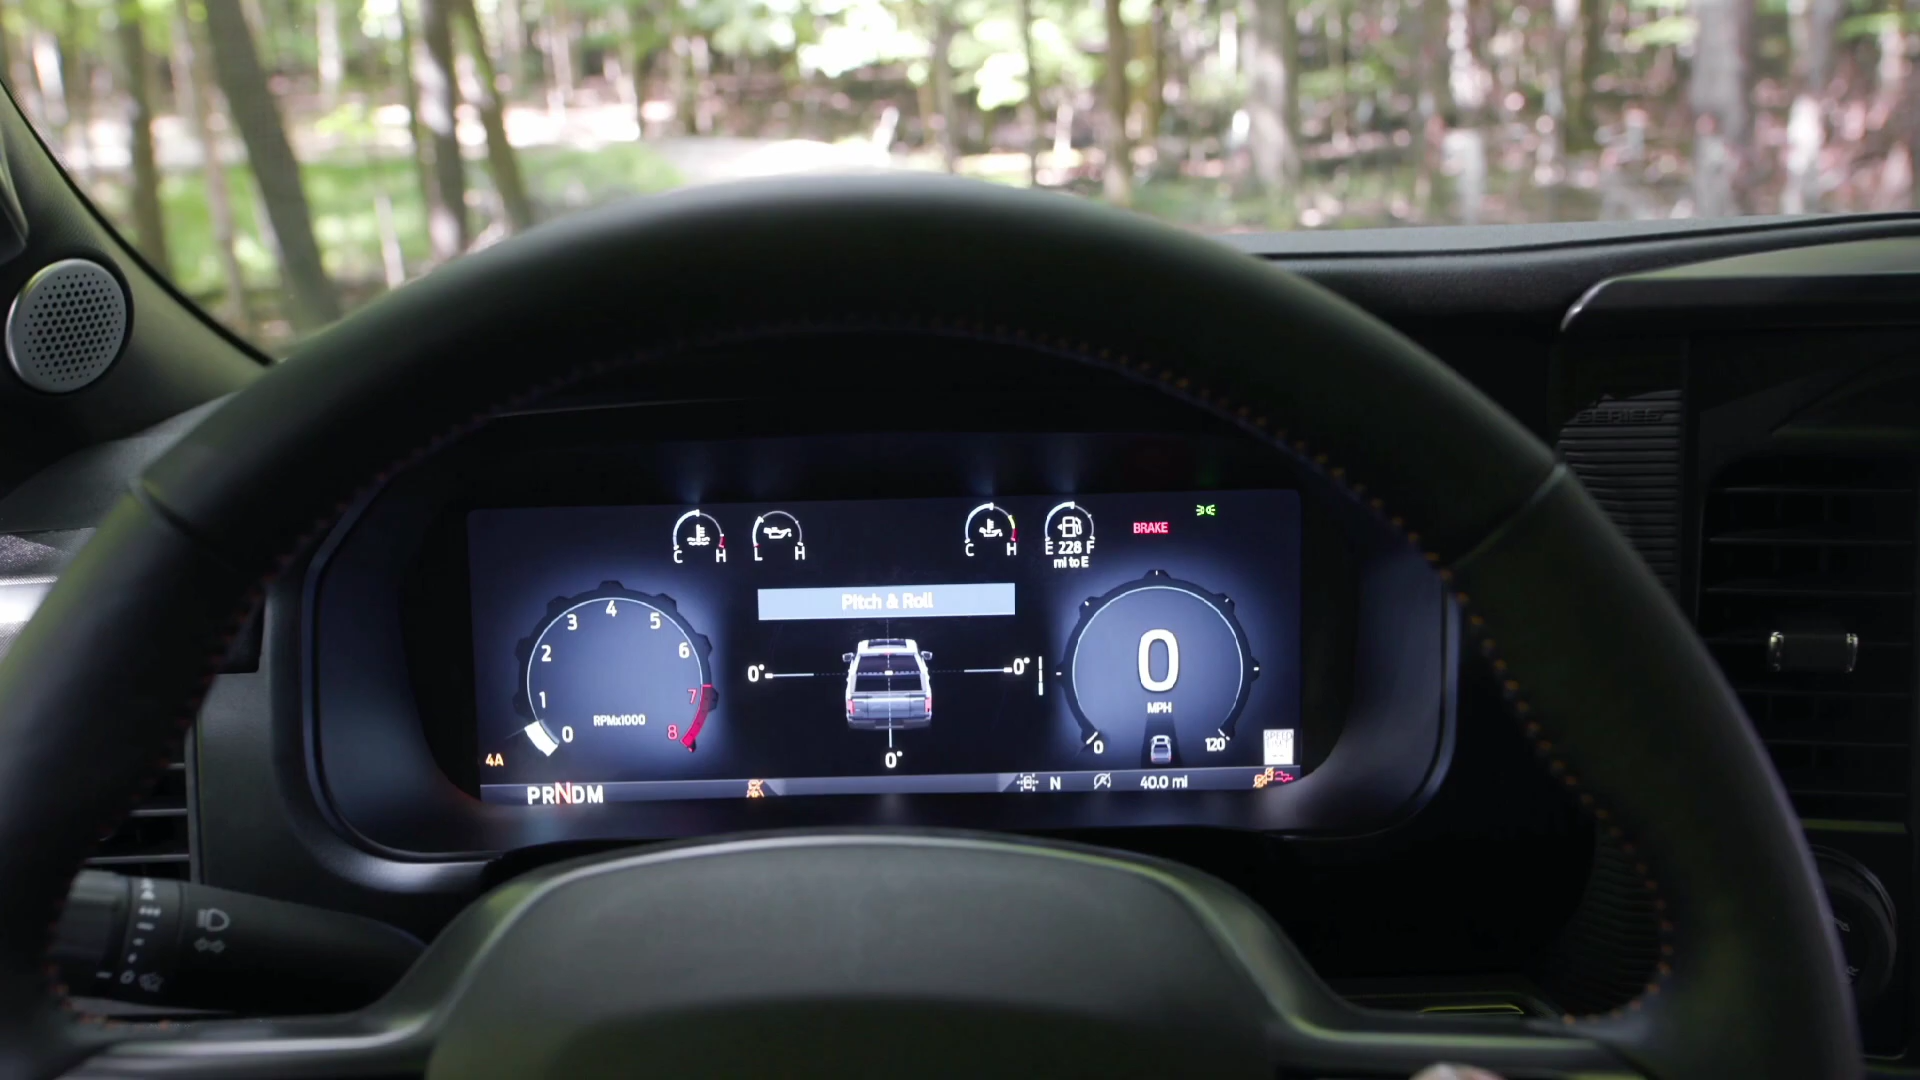 SERIES
C H
L H
C H
E 228 F
mi to E
BRAKE
Pitch & Roll
0 1 2 3 4 5 6 7 8
RPMx1000
0° 0°
0°
0
MPH
0 120
4A
PRNDM
N
40.0 mi